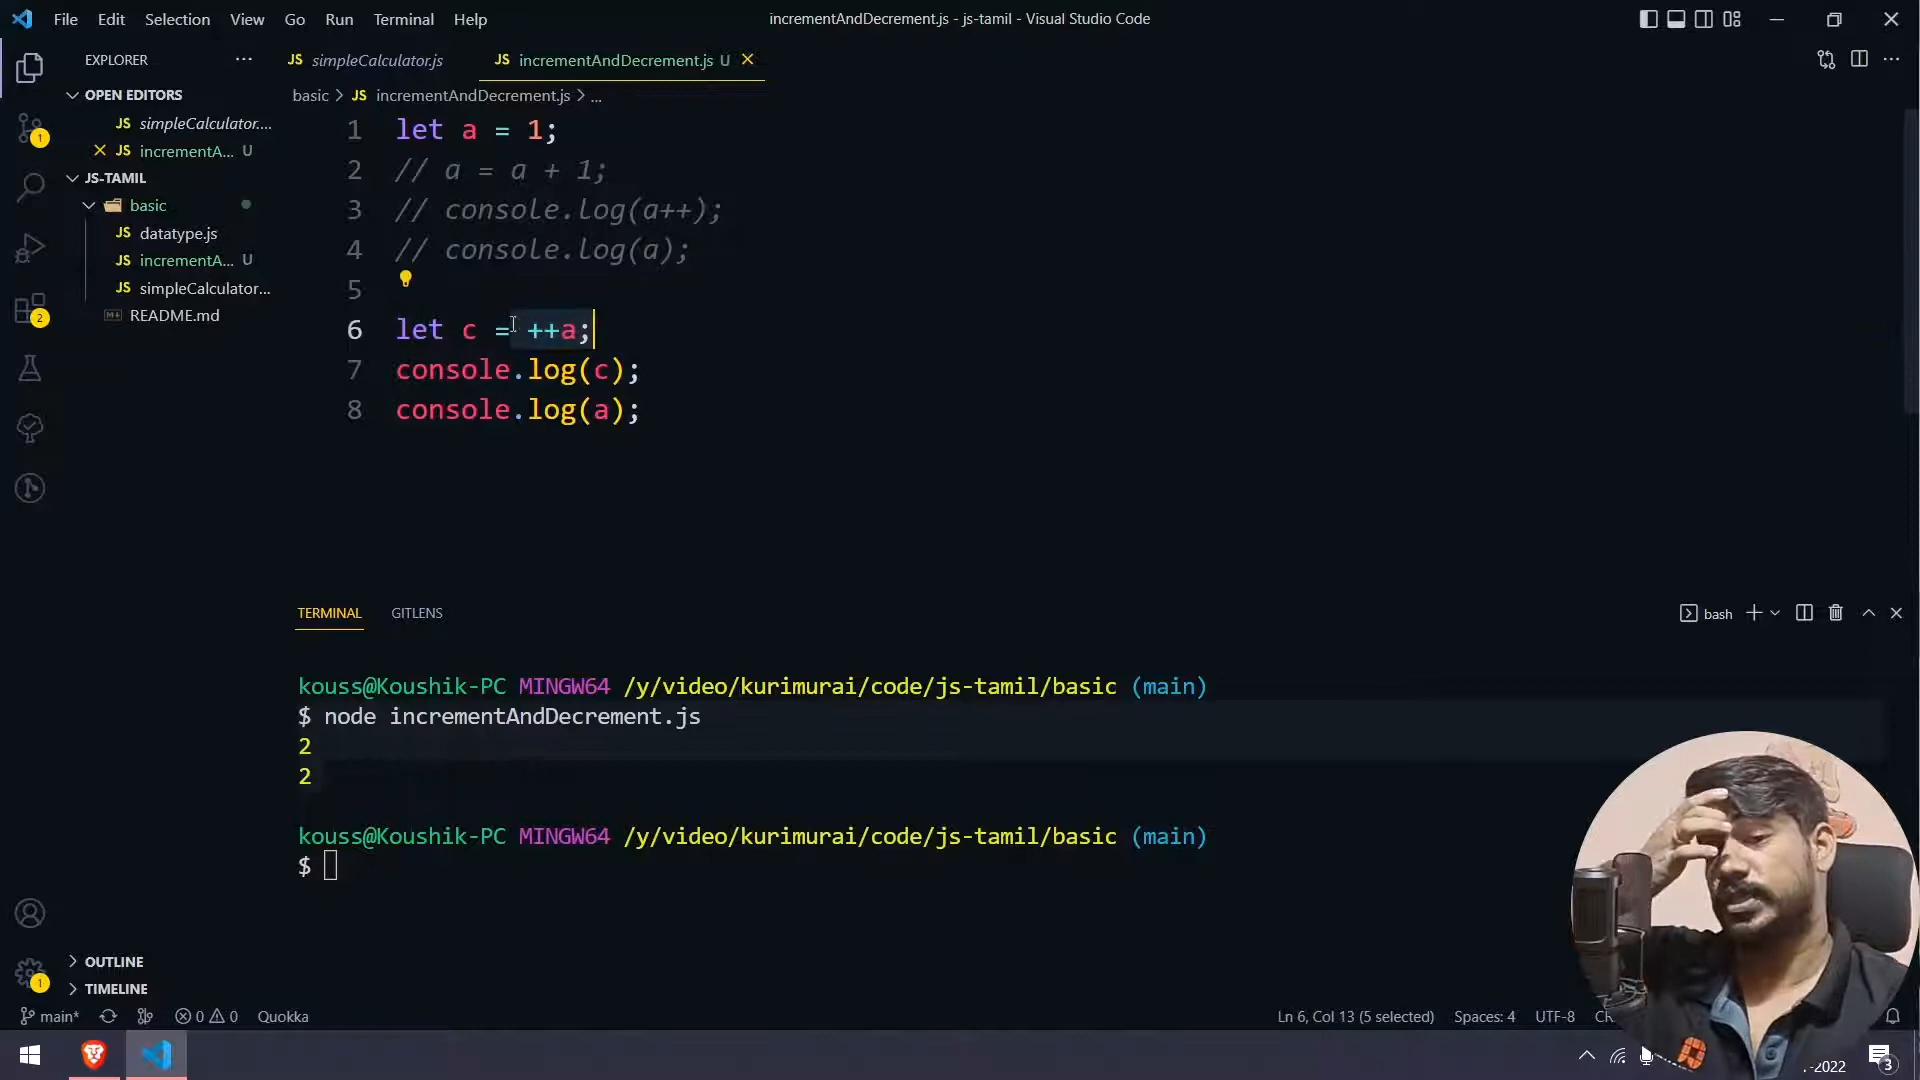 File Edit Selection View Go Run Terminal Help
incrementAndDecrement.js - js-tamil - Visual Studio Code
EXPLORER ...
JS simpleCalculator.js
JS incrementAndDecrement.js U
OPEN EDITORS
JS simpleCalculator....
JS incrementA... U
JS-TAMIL
basic
JS datatype.js
JS incrementA... U
JS simpleCalculator...
README.md
basic > JS incrementAndDecrement.js > ...
1 let a = 1;
2 // a = a + 1;
3 // console.log(a++);
4 // console.log(a);
5
6 let c = ++a;
7 console.log(c);
8 console.log(a);
1
2
TERMINAL GITLENS
bash
kouss@Koushik-PC MINGW64 /y/video/kurimurai/code/js-tamil/basic (main)
$ node incrementAndDecrement.js
2
2
kouss@Koushik-PC MINGW64 /y/video/kurimurai/code/js-tamil/basic (main)
$
OUTLINE
TIMELINE
1
main* 0 0 Quokka
Ln 6, Col 13 (5 selected) Spaces: 4 UTF-8
-2022
3